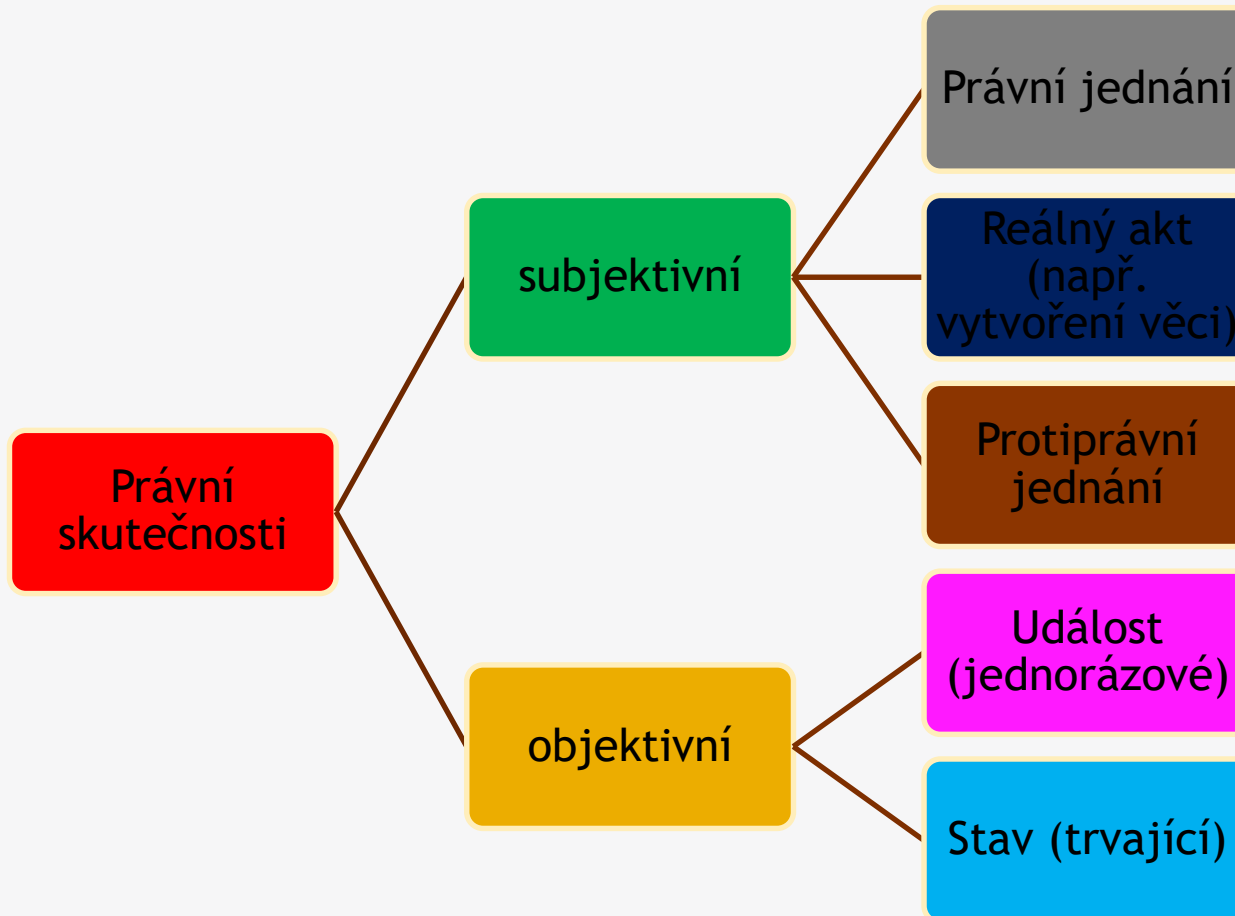 Právní
skutečnosti
subjektivní
Právní jednání
Reálný akt
(např.
vytvoření věci)
Protiprávní
jednání
objektivní
Událost
(jednorázové)
Stav (trvající)